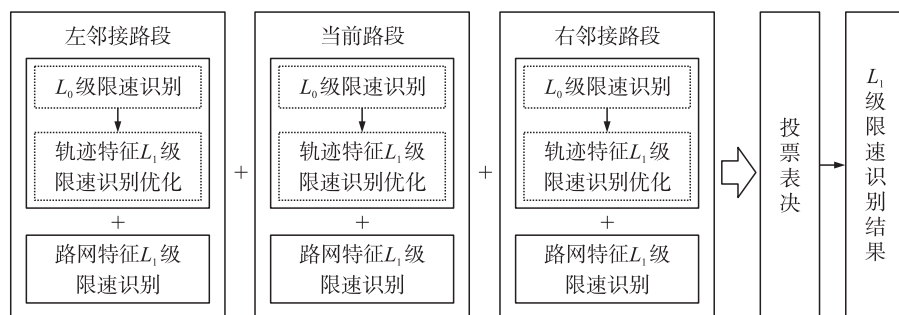 左邻接路段
L₀级限速识别
轨迹特征L₁级
限速识别优化
+
路网特征L₁级
限速识别
+
当前路段
L₀级限速识别
轨迹特征L₁级
限速识别优化
+
路网特征L₁级
限速识别
+
右邻接路段
L₀级限速识别
轨迹特征L₁级
限速识别优化
+
路网特征L₁级
限速识别
投票表决
L₁级限速识别结果